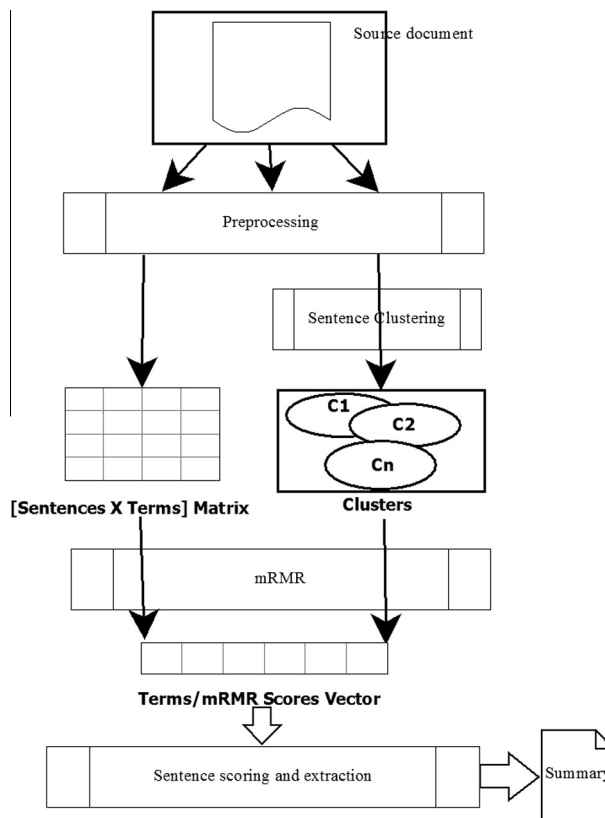 Source document
Preprocessing
Sentence Clustering
C1
C2
Cn
[Sentences X Terms] Matrix
Clusters
mRMR
Terms/mRMR Scores Vector
Sentence scoring and extraction
Summary